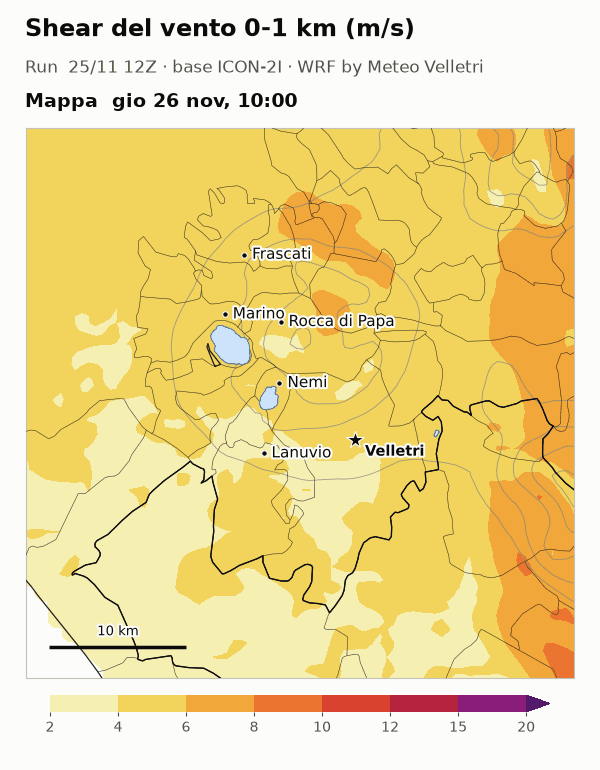 Shear del vento 0-1 km (m/s)
Run  25/11 12Z · base ICON-2I · WRF by Meteo Velletri
Mappa  gio 26 nov, 10:00
Frascati
Marino
Rocca di Papa
Nemi
Velletri
Lanuvio
10 km
2 4 6 8 10 12 15 20